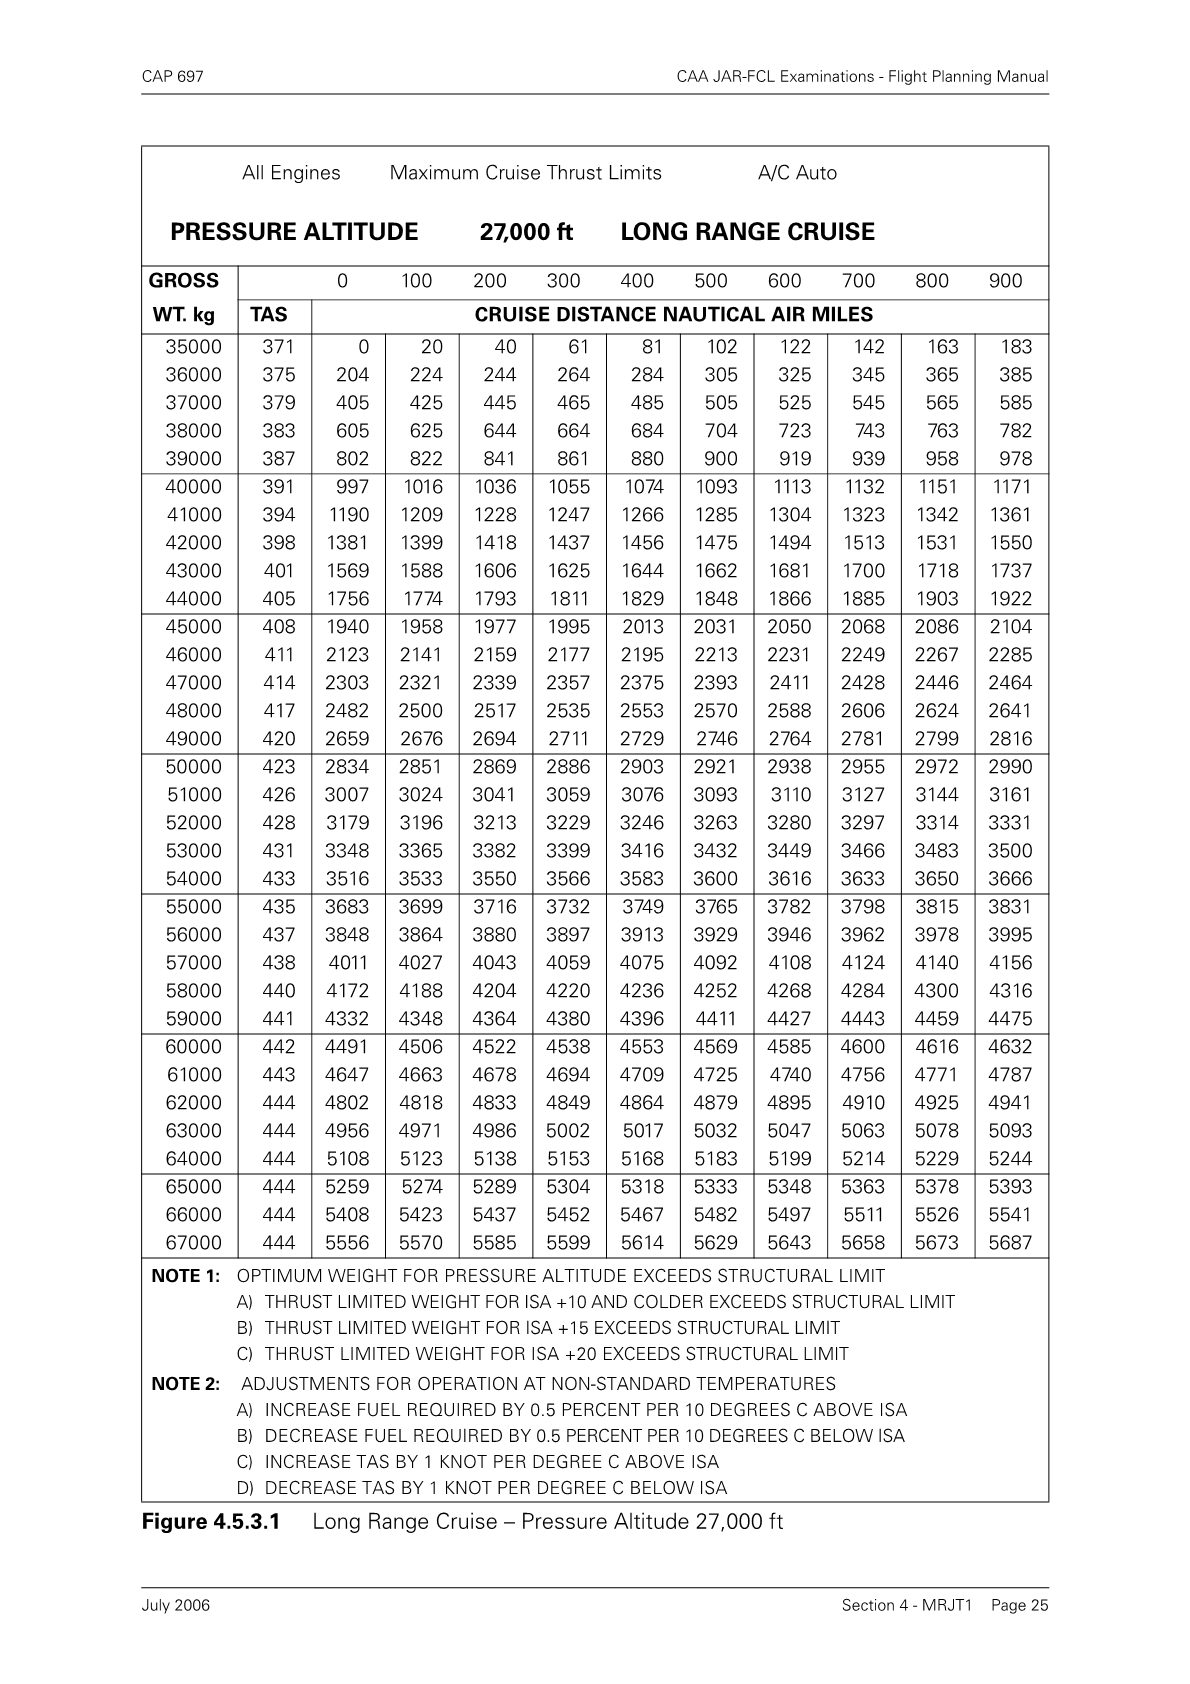 CAP 697 CAA JAR-FCL Examinations - Flight Planning Manual
All Engines Maximum Cruise Thrust Limits A/C Auto
PRESSURE ALTITUDE 27,000 ft LONG RANGE CRUISE
GROSS 0 100 200 300 400 500 600 700 800 900
WT. kg TAS CRUISE DISTANCE NAUTICAL AIR MILES
35000 371 0 20 40 61 81 102 122 142 163 183
36000 375 204 224 244 264 284 305 325 345 365 385
37000 379 405 425 445 465 485 505 525 545 565 585
38000 383 605 625 644 664 684 704 723 743 763 782
39000 387 802 822 841 861 880 900 919 939 958 978
40000 391 997 1016 1036 1055 1074 1093 1113 1132 1151 1171
41000 394 1190 1209 1228 1247 1266 1285 1304 1323 1342 1361
42000 398 1381 1399 1418 1437 1456 1475 1494 1513 1531 1550
43000 401 1569 1588 1606 1625 1644 1662 1681 1700 1718 1737
44000 405 1756 1774 1793 1811 1829 1848 1866 1885 1903 1922
45000 408 1940 1958 1977 1995 2013 2031 2050 2068 2086 2104
46000 411 2123 2141 2159 2177 2195 2213 2231 2249 2267 2285
47000 414 2303 2321 2339 2357 2375 2393 2411 2428 2446 2464
48000 417 2482 2500 2517 2535 2553 2570 2588 2606 2624 2641
49000 420 2659 2676 2694 2711 2729 2746 2764 2781 2799 2816
50000 423 2834 2851 2869 2886 2903 2921 2938 2955 2972 2990
51000 426 3007 3024 3041 3059 3076 3093 3110 3127 3144 3161
52000 428 3179 3196 3213 3229 3246 3263 3280 3297 3314 3331
53000 431 3348 3365 3382 3399 3416 3432 3449 3466 3483 3500
54000 433 3516 3533 3550 3566 3583 3600 3616 3633 3650 3666
55000 435 3683 3699 3716 3732 3749 3765 3782 3798 3815 3831
56000 437 3848 3864 3880 3897 3913 3929 3946 3962 3978 3995
57000 438 4011 4027 4043 4059 4075 4092 4108 4124 4140 4156
58000 440 4172 4188 4204 4220 4236 4252 4268 4284 4300 4316
59000 441 4332 4348 4364 4380 4396 4411 4427 4443 4459 4475
60000 442 4491 4506 4522 4538 4553 4569 4585 4600 4616 4632
61000 443 4647 4663 4678 4694 4709 4725 4740 4756 4771 4787
62000 444 4802 4818 4833 4849 4864 4879 4895 4910 4925 4941
63000 444 4956 4971 4986 5002 5017 5032 5047 5063 5078 5093
64000 444 5108 5123 5138 5153 5168 5183 5199 5214 5229 5244
65000 444 5259 5274 5289 5304 5318 5333 5348 5363 5378 5393
66000 444 5408 5423 5437 5452 5467 5482 5497 5511 5526 5541
67000 444 5556 5570 5585 5599 5614 5629 5643 5658 5673 5687
NOTE 1: OPTIMUM WEIGHT FOR PRESSURE ALTITUDE EXCEEDS STRUCTURAL LIMIT
A) THRUST LIMITED WEIGHT FOR ISA +10 AND COLDER EXCEEDS STRUCTURAL LIMIT
B) THRUST LIMITED WEIGHT FOR ISA +15 EXCEEDS STRUCTURAL LIMIT
C) THRUST LIMITED WEIGHT FOR ISA +20 EXCEEDS STRUCTURAL LIMIT
NOTE 2: ADJUSTMENTS FOR OPERATION AT NON-STANDARD TEMPERATURES
A) INCREASE FUEL REQUIRED BY 0.5 PERCENT PER 10 DEGREES C ABOVE ISA
B) DECREASE FUEL REQUIRED BY 0.5 PERCENT PER 10 DEGREES C BELOW ISA
C) INCREASE TAS BY 1 KNOT PER DEGREE C ABOVE ISA
D) DECREASE TAS BY 1 KNOT PER DEGREE C BELOW ISA
Figure 4.5.3.1 Long Range Cruise – Pressure Altitude 27,000 ft
July 2006 Section 4 - MRJT1 Page 25